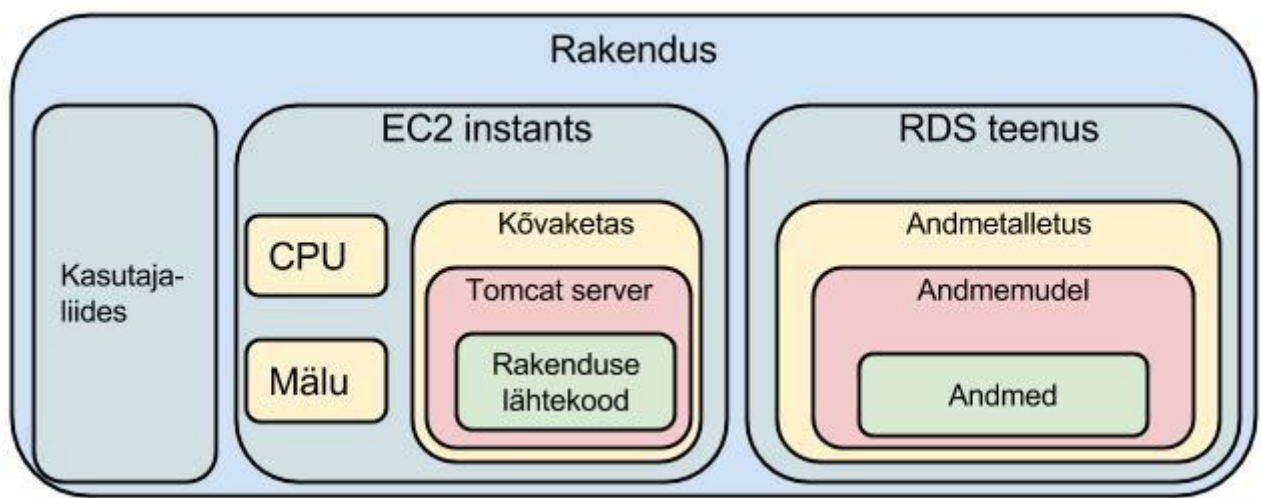 Rakendus
Kasutaja-
liides
EC2 instants
CPU
Mälu
Kõvaketas
Tomcat server
Rakenduse
lähtekood
RDS teenus
Andmetalletus
Andmemudel
Andmed